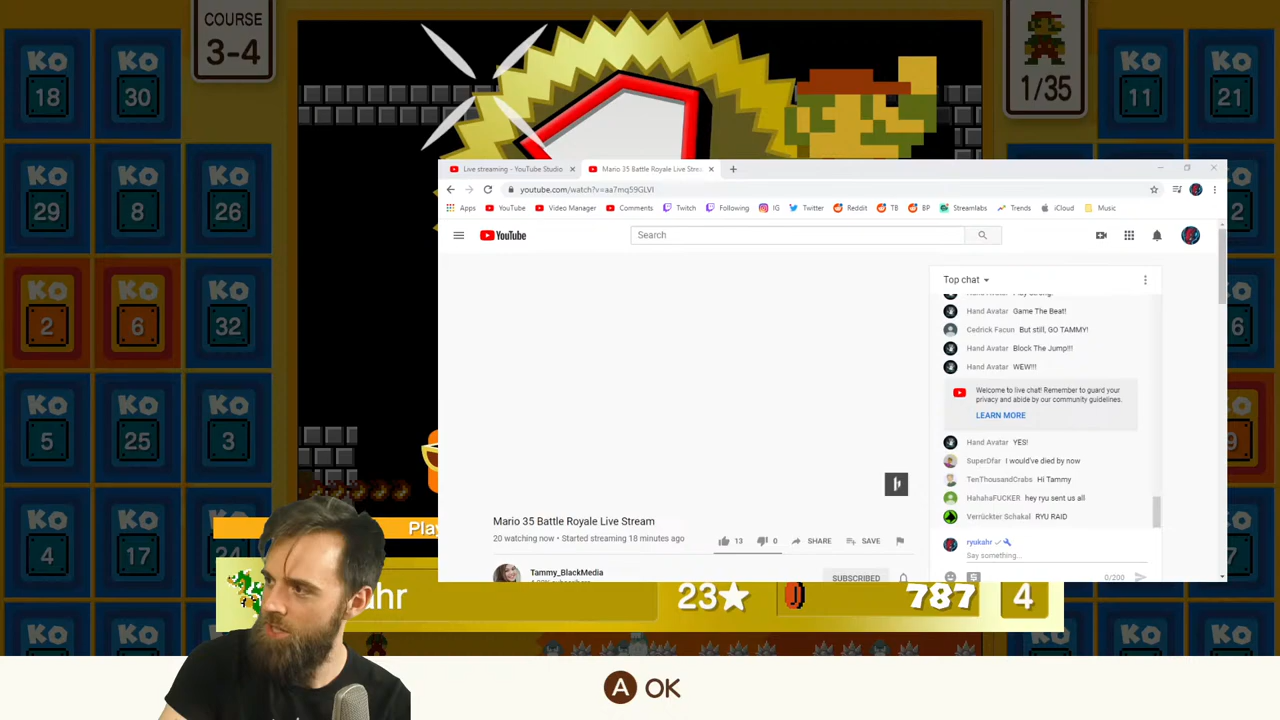 COURSE
3-4
KO 18
KO 30
KO 29
KO 8
KO 26
KO 2
KO 6
KO 32
KO 5
KO 25
KO 3
KO 4
KO 17
24
1/35
KO 11
KO 21
2
6
9
KO
KO
Live streaming - YouTube Studio
Mario 35 Battle Royale Live Strea
youtube.com/watch?v=aa7mq59GLVI
Apps YouTube Video Manager Comments Twitch Following IG Twitter Reddit TB BP Streamlabs Trends iCloud Music
YouTube
Search
Top chat
Hand Avatar Game The Beat!
Cedrick Facun But still, GO TAMMY!
Hand Avatar Block The Jump!!!
Hand Avatar WEW!!!
Welcome to live chat! Remember to guard your
privacy and abide by our community guidelines.
LEARN MORE
Hand Avatar YES!
SuperDfar I would've died by now
TenThousandCrabs Hi Tammy
HahahaFUCKER hey ryu sent us all
Verrückter Schakal RYU RAID
ryukahr
Say something...
0/200
Mario 35 Battle Royale Live Stream
20 watching now • Started streaming 18 minutes ago
13 0 SHARE SAVE
Tammy_BlackMedia
SUBSCRIBED
Play
ahr
23★ 787 4
A OK